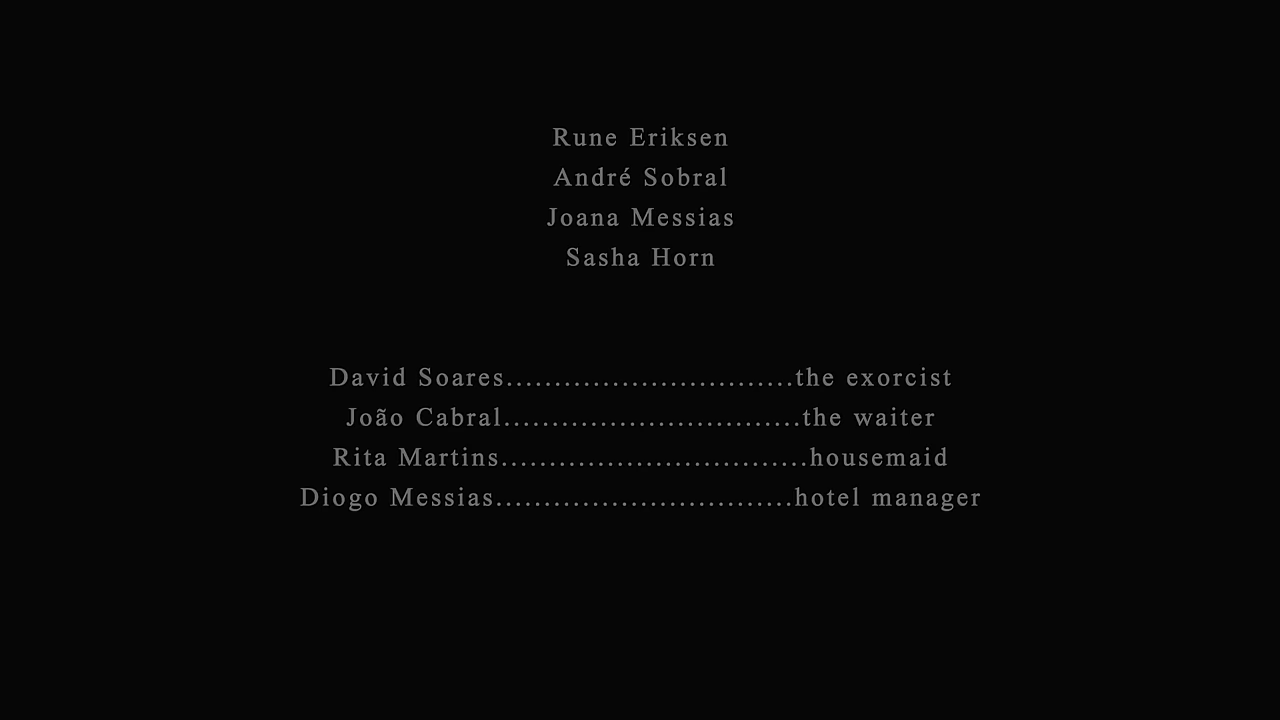 Rune Eriksen
André Sobral
Joana Messias
Sasha Horn
David Soares..............................the exorcist
João Cabral...............................the waiter
Rita Martins................................housemaid
Diogo Messias...............................hotel manager